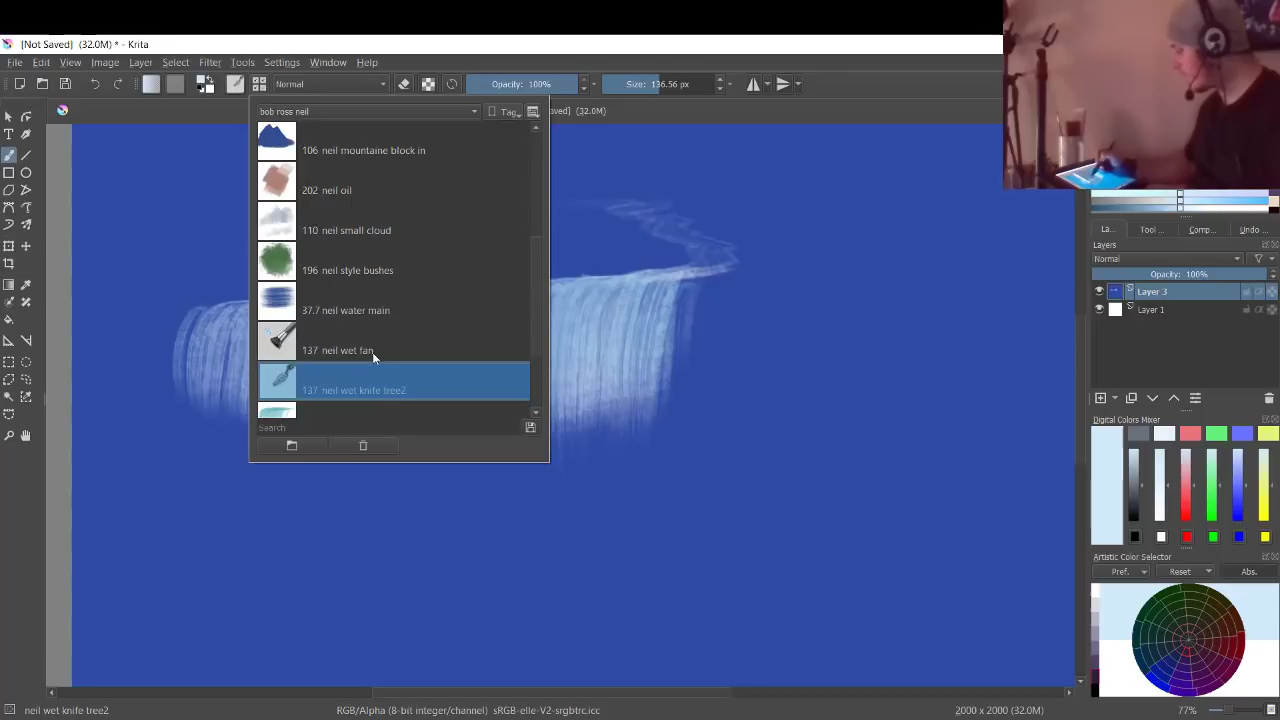 [Not Saved] (32.0M) * - Krita
File Edit View Image Layer Select Filter Tools Settings Window Help
Normal Opacity: 100% Size: 136.56 px
bob ross neil Tag
aved] (32.0M)
106 neil mountaine block in
202 neil oil
110 neil small cloud
196 neil style bushes
37.7 neil water main
137 neil wet fan
137 neil wet knife tree2
Search
La... Tool ... Comp... Undo ...
Layers
Normal
Opacity: 100%
Layer 3
Layer 1
Digital Colors Mixer
Artistic Color Selector
Pref. Reset Abs.
neil wet knife tree2 RGB/Alpha (8-bit integer/channel) sRGB-elle-V2-srgbtrc.icc 2000 x 2000 (32.0M) 77%